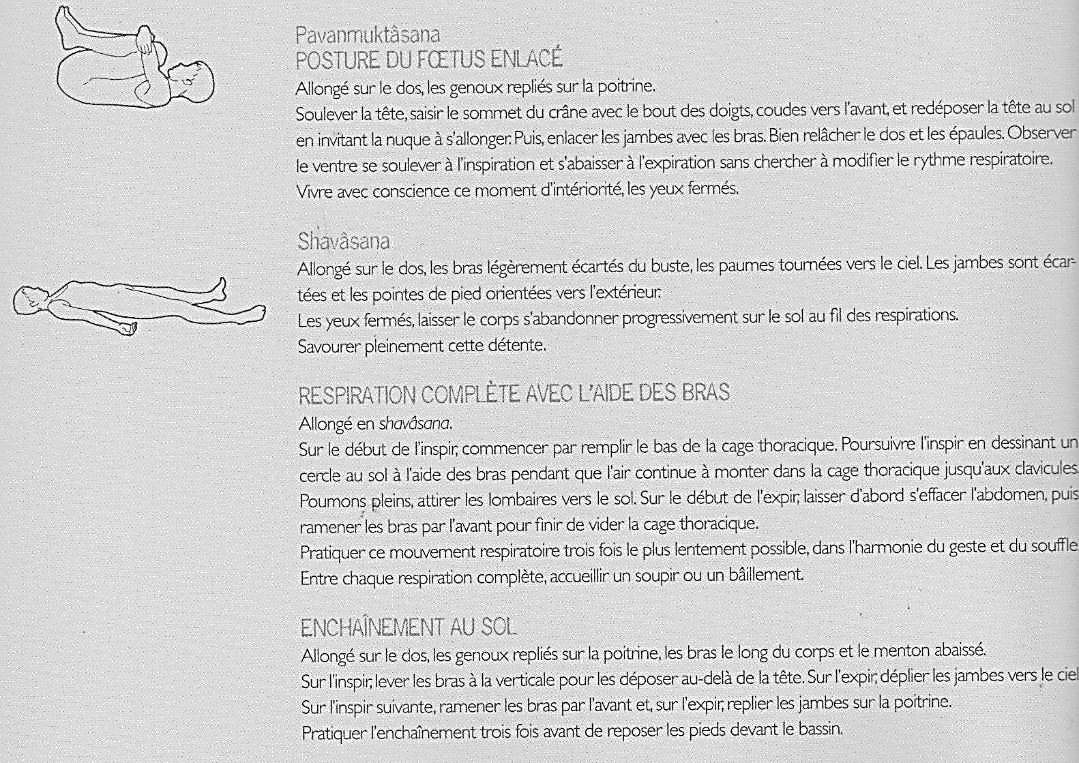 Pavanmuktâsana
POSTURE DU FŒTUS ENLACÉ
Allongé sur le dos, les genoux repliés sur la poitrine.
Soulever la tête, saisir le sommet du crâne avec le bout des doigts, coudes vers l'avant, et redéposer la tête au sol
en invitant la nuque à s'allonger. Puis, enlacer les jambes avec les bras. Bien relâcher le dos et les épaules. Observer
le ventre se soulever à l'inspiration et s'abaisser à l'expiration sans chercher à modifier le rythme respiratoire.
Vivre avec conscience ce moment d'intériorité, les yeux fermés.
Shavâsana
Allongé sur le dos, les bras légèrement écartés du buste, les paumes tournées vers le ciel. Les jambes sont écar-
tées et les pointes de pied orientées vers l'extérieur.
Les yeux fermés, laisser le corps s'abandonner progressivement sur le sol au fil des respirations.
Savourer pleinement cette détente.
RESPIRATION COMPLÈTE AVEC L'AIDE DES BRAS
Allongé en shavâsana.
Sur le début de l'inspir, commencer par remplir le bas de la cage thoracique. Poursuivre l'inspir en dessinant un
cercle au sol à l'aide des bras pendant que l'air continue à monter dans la cage thoracique jusqu'aux clavicules.
Poumons pleins, attirer les lombaires vers le sol. Sur le début de l'expir, laisser d'abord s'effacer l'abdomen, puis
ramener les bras par l'avant pour finir de vider la cage thoracique.
Pratiquer ce mouvement respiratoire trois fois le plus lentement possible, dans l'harmonie du geste et du souffle
Entre chaque respiration complète, accueillir un soupir ou un bâillement.
ENCHAÎNEMENT AU SOL
Allongé sur le dos, les genoux repliés sur la poitrine, les bras le long du corps et le menton abaissé.
Sur l'inspir, lever les bras à la verticale pour les déposer au-delà de la tête. Sur l'expir, déplier les jambes vers le ciel
Sur l'inspir suivante, ramener les bras par l'avant et, sur l'expir, replier les jambes sur la poitrine.
Pratiquer l'enchaînement trois fois avant de reposer les pieds devant le bassin.